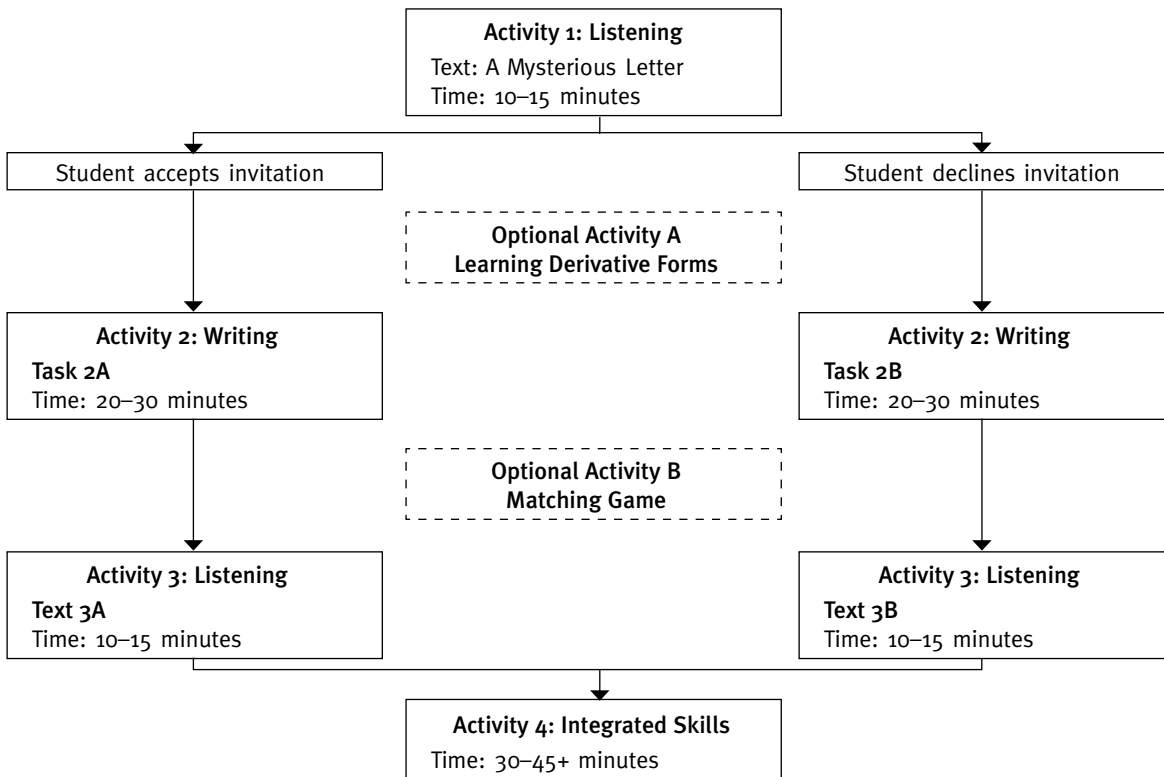 Activity 1: Listening
Text: A Mysterious Letter
Time: 10–15 minutes
Student accepts invitation
Student declines invitation
Optional Activity A
Learning Derivative Forms
Activity 2: Writing
Task 2A
Time: 20–30 minutes
Activity 2: Writing
Task 2B
Time: 20–30 minutes
Optional Activity B
Matching Game
Activity 3: Listening
Text 3A
Time: 10–15 minutes
Activity 3: Listening
Text 3B
Time: 10–15 minutes
Activity 4: Integrated Skills
Time: 30–45+ minutes